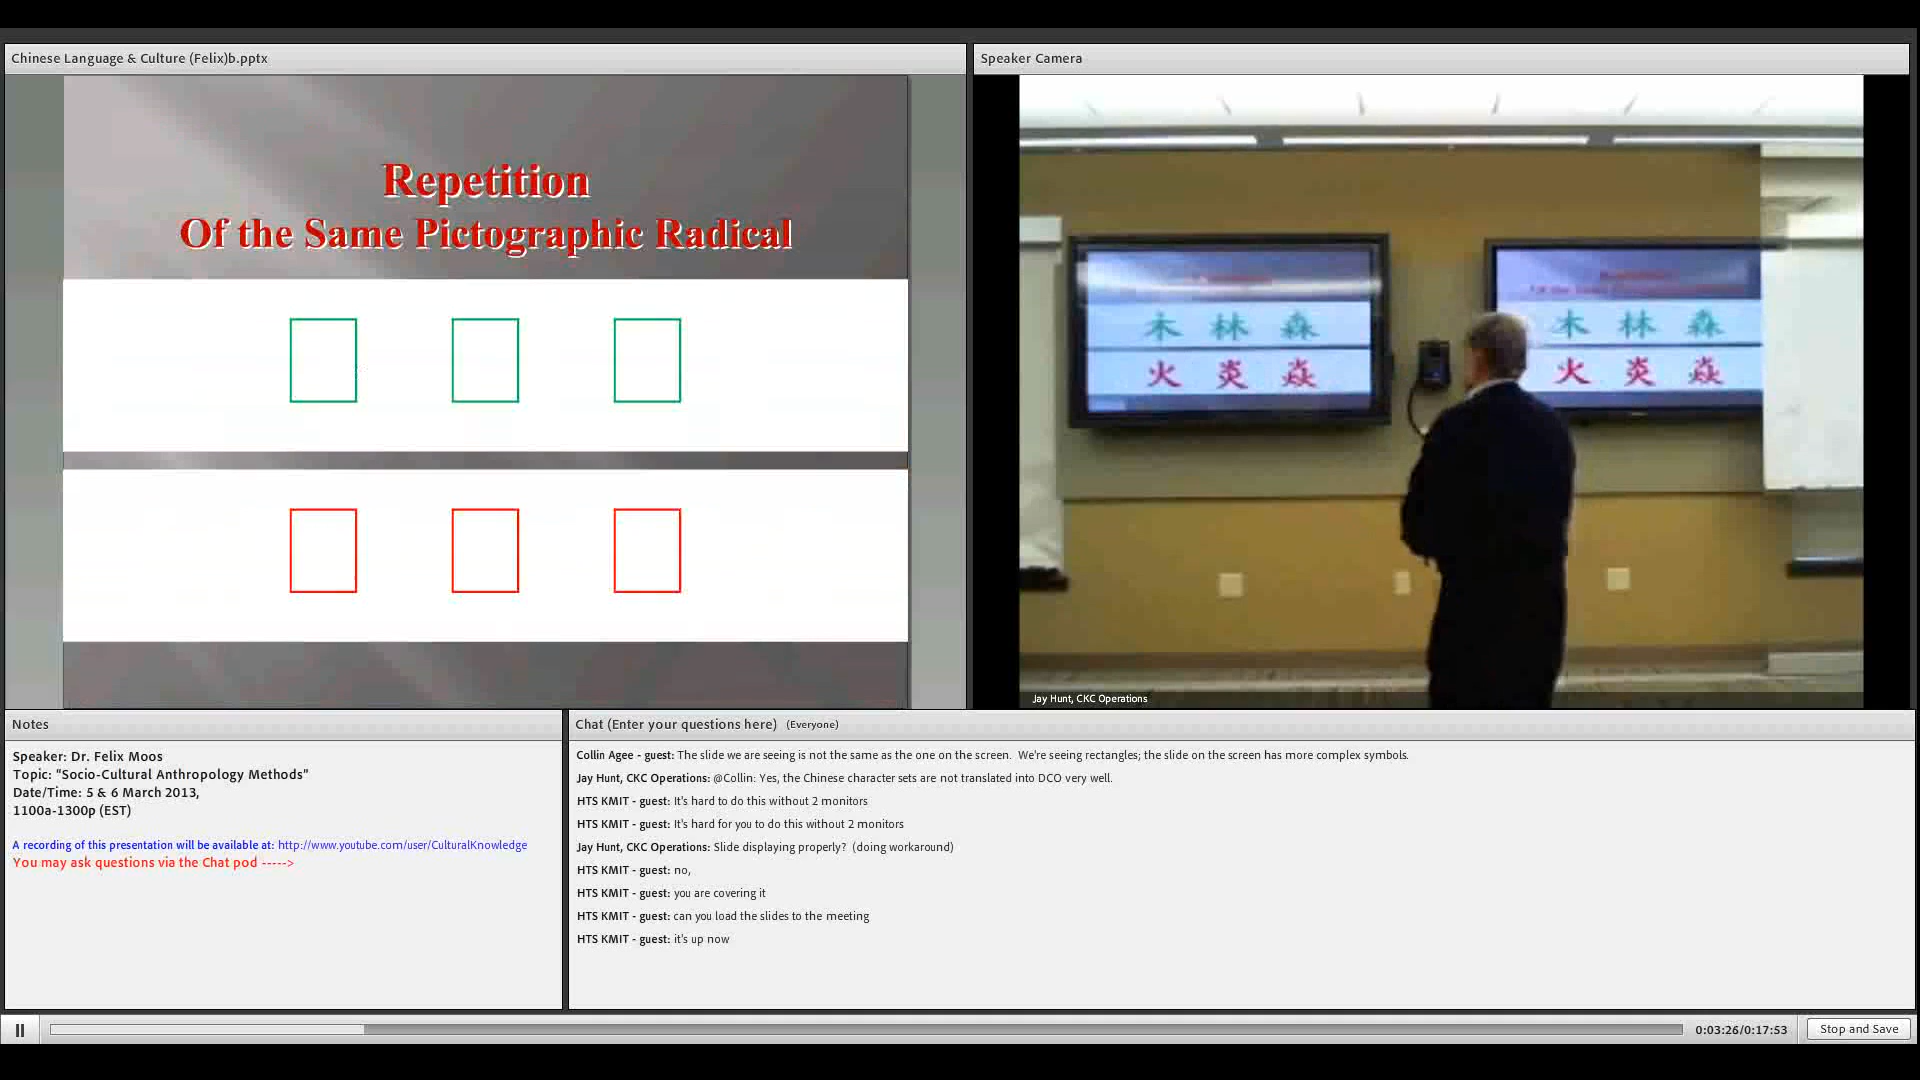 Chinese Language & Culture (Felix)b.pptx
Repetition
Of the Same Pictographic Radical
Speaker Camera
木 林 森
火 炎 焱
木 林 森
火 炎 焱
Jay Hunt, CKC Operations
Notes
Speaker: Dr. Felix Moos
Topic: "Socio-Cultural Anthropology Methods"
Date/Time: 5 & 6 March 2013,
1100a-1300p (EST)
A recording of this presentation will be available at: http://www.youtube.com/user/CulturalKnowledge
You may ask questions via the Chat pod ----->
Chat (Enter your questions here) (Everyone)
Collin Agee - guest: The slide we are seeing is not the same as the one on the screen.  We're seeing rectangles; the slide on the screen has more complex symbols.
Jay Hunt, CKC Operations: @Collin: Yes, the Chinese character sets are not translated into DCO very well.
HTS KMIT - guest: It's hard to do this without 2 monitors
HTS KMIT - guest: It's hard for you to do this without 2 monitors
Jay Hunt, CKC Operations: Slide displaying properly?  (doing workaround)
HTS KMIT - guest: no,
HTS KMIT - guest: you are covering it
HTS KMIT - guest: can you load the slides to the meeting
HTS KMIT - guest: it's up now
0:03:26/0:17:53
Stop and Save